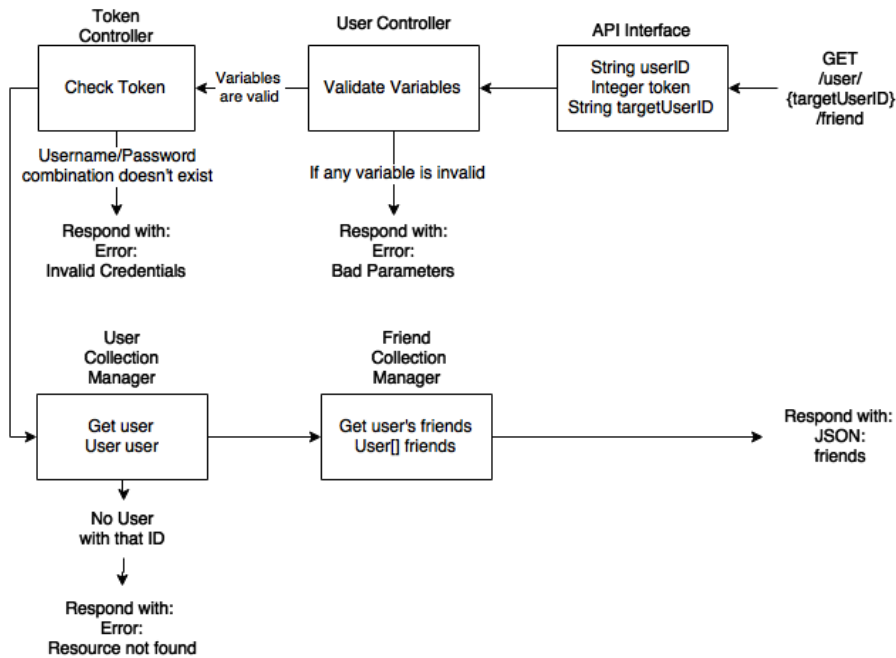 Token
Controller
Check Token
Variables
are valid
User Controller
Validate Variables
API Interface
String userID
Integer token
String targetUserID
GET
/user/
{targetUserID}
/friend
Username/Password
combination doesn't exist
Respond with:
Error:
Invalid Credentials
If any variable is invalid
Respond with:
Error:
Bad Parameters
User
Collection
Manager
Get user
User user
Friend
Collection
Manager
Get user's friends
User[] friends
Respond with:
JSON:
friends
No User
with that ID
Respond with:
Error:
Resource not found